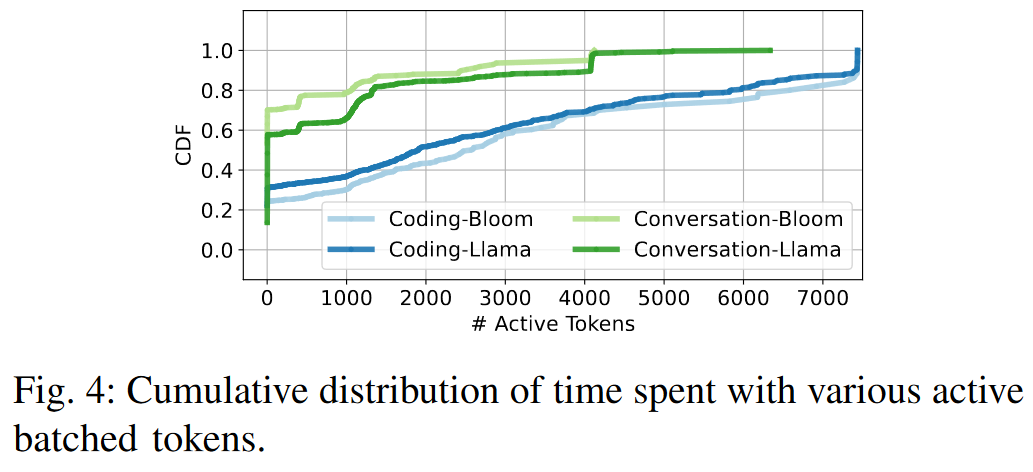 1.0
0.8
0.6
0.4
0.2
0.0
CDF
Coding-Bloom
Coding-Llama
Conversation-Bloom
Conversation-Llama
0 1000 2000 3000 4000 5000 6000 7000
# Active Tokens
Fig. 4: Cumulative distribution of time spent with various active
batched tokens.